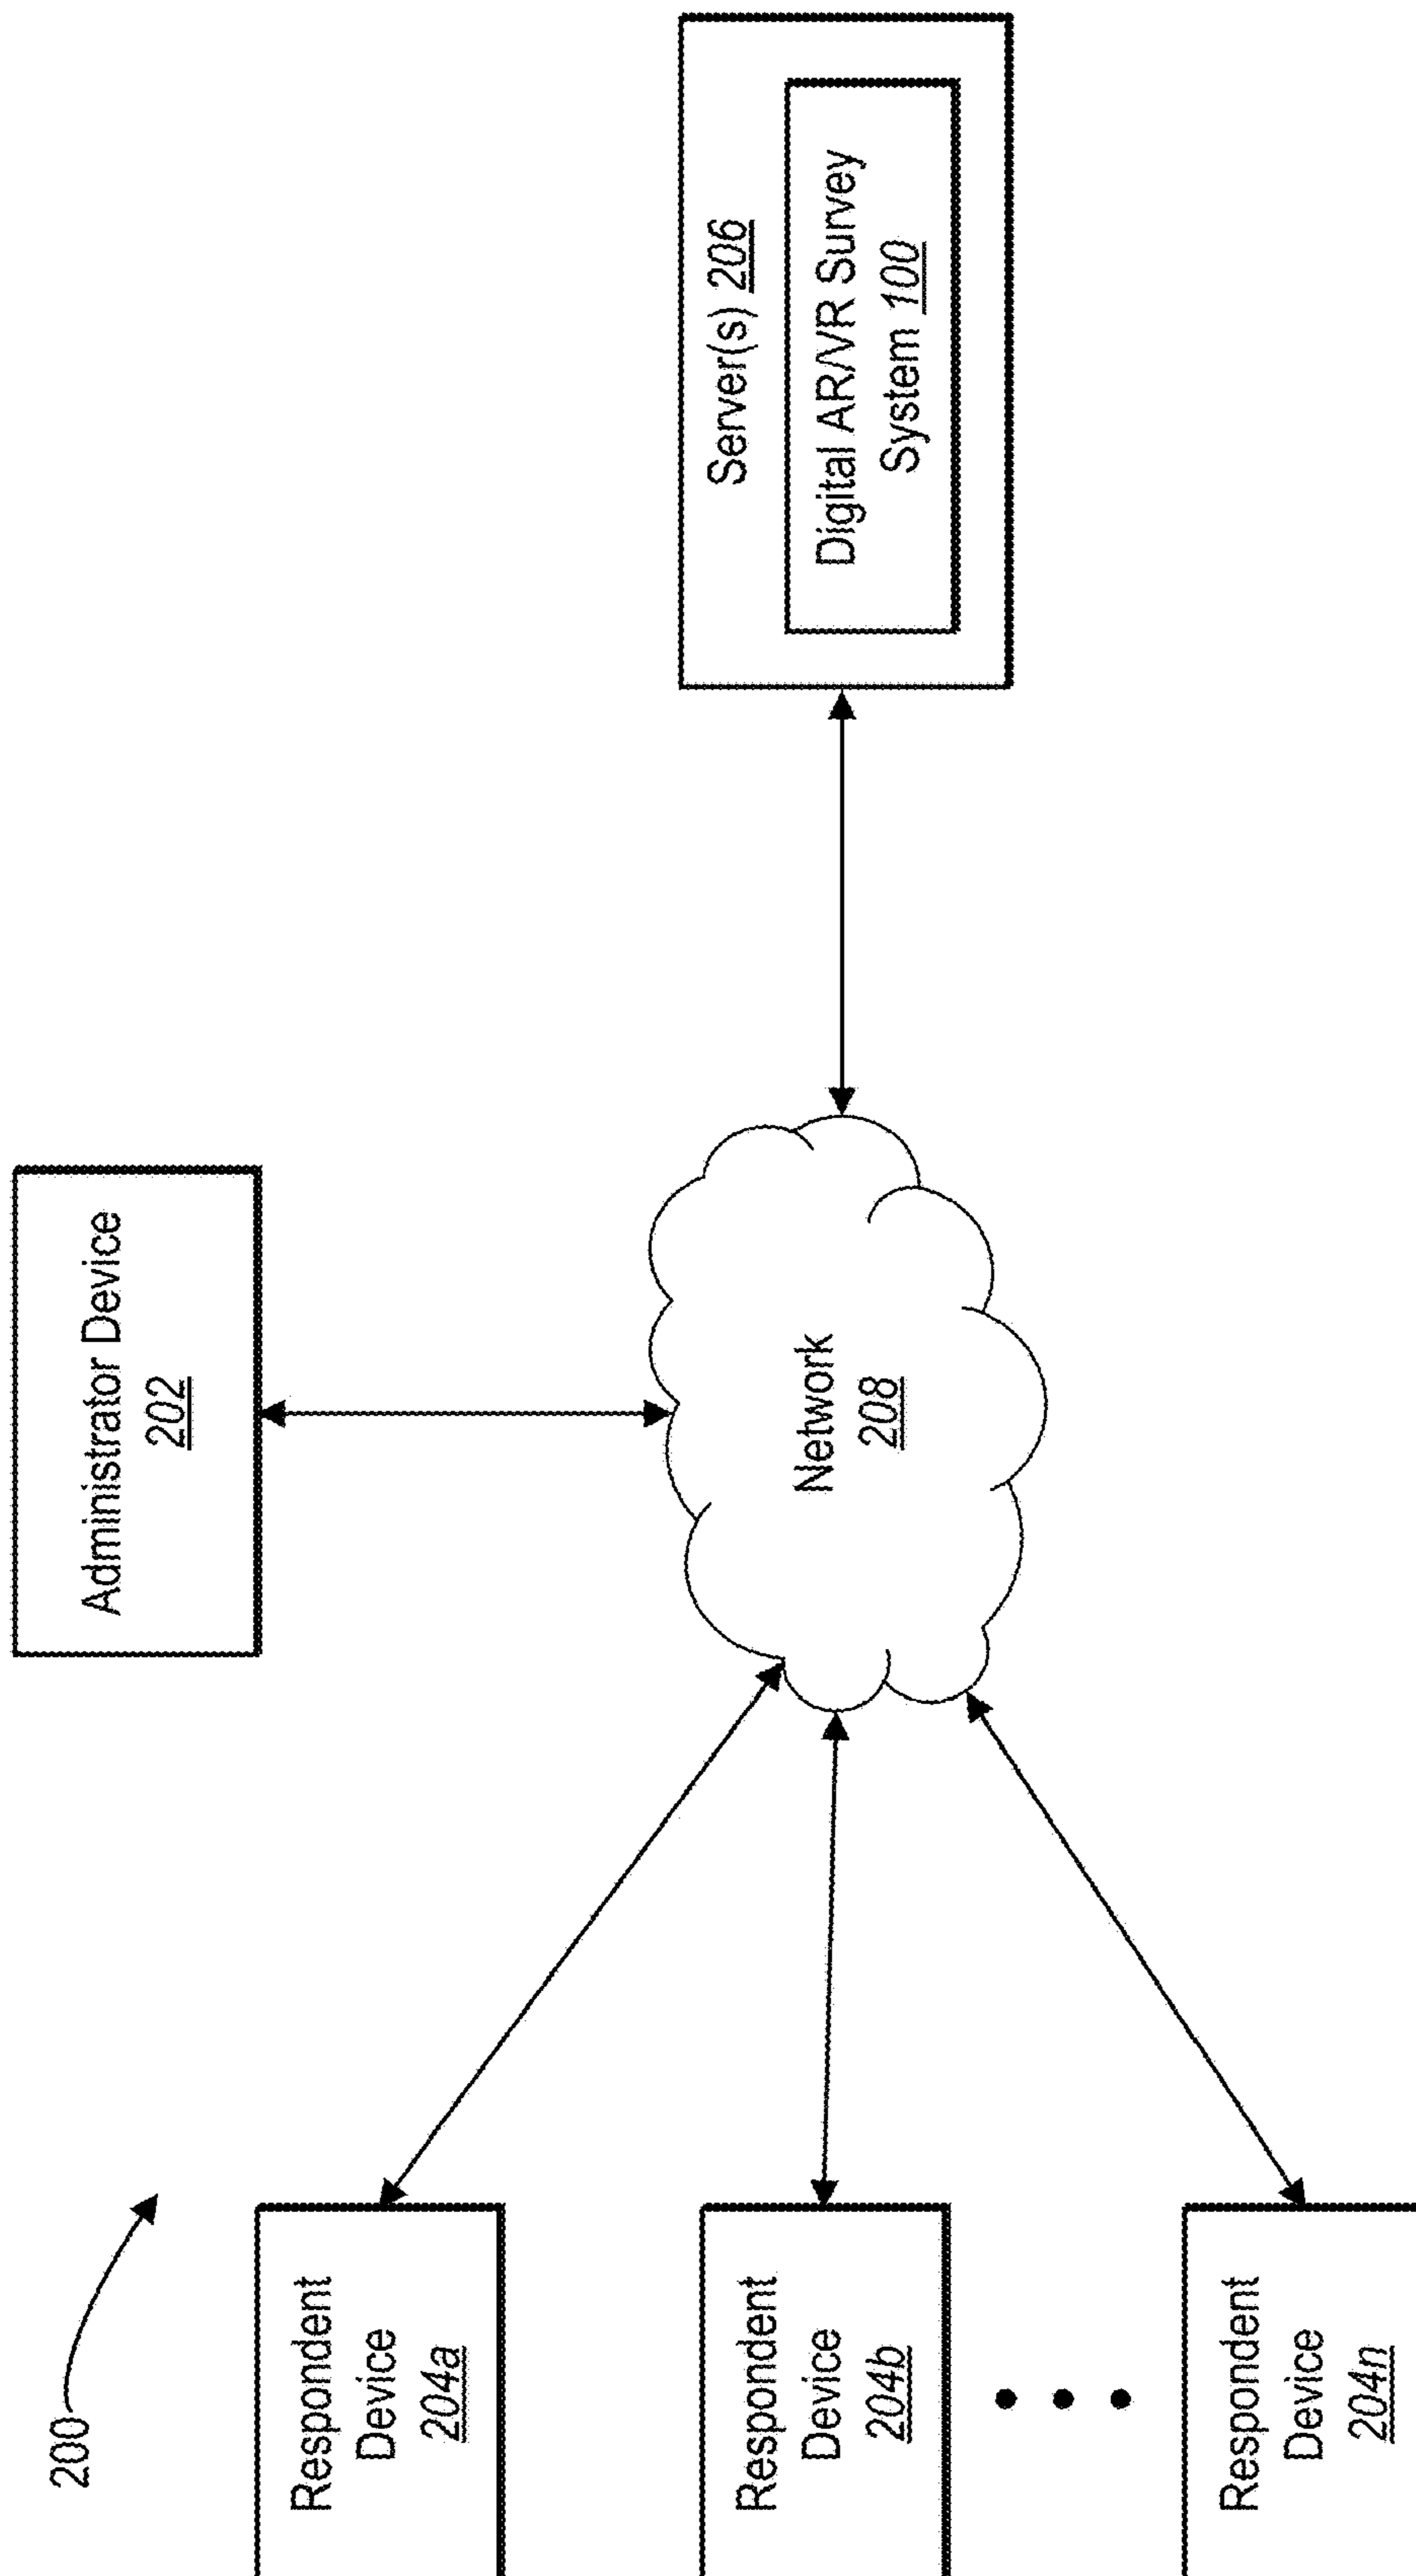 200
Administrator Device
202
Respondent
Device
204a
Respondent
Device
204b
Respondent
Device
204n
Network
208
Server(s) 206
Digital AR/VR Survey
System 100